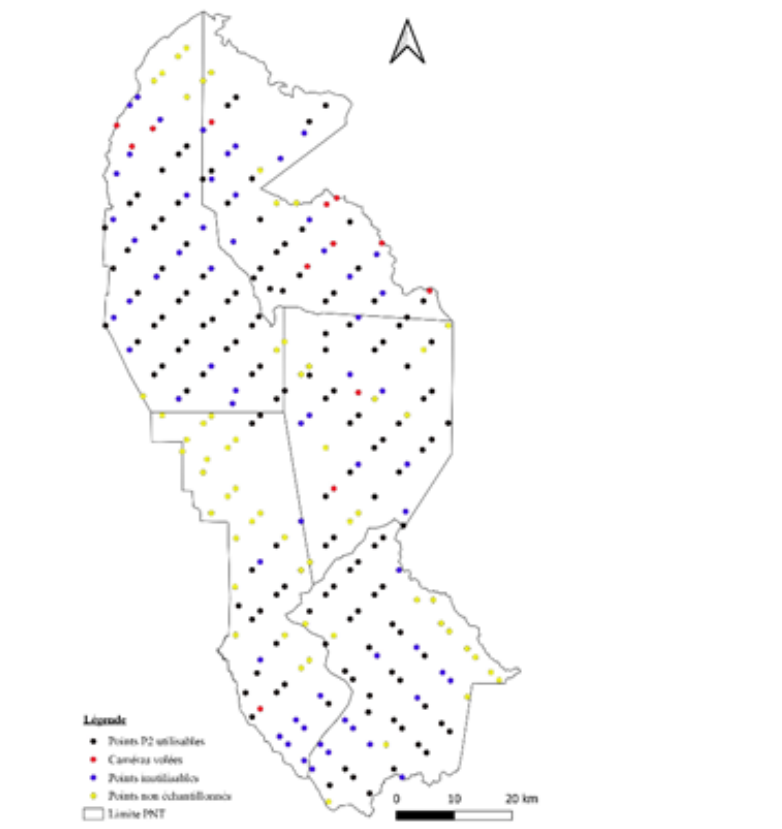 Légende
Points P2 utilisables
Caméras volées
Points inutilisables
Points non échantillonnés
Limite PNT
0 10 20 km